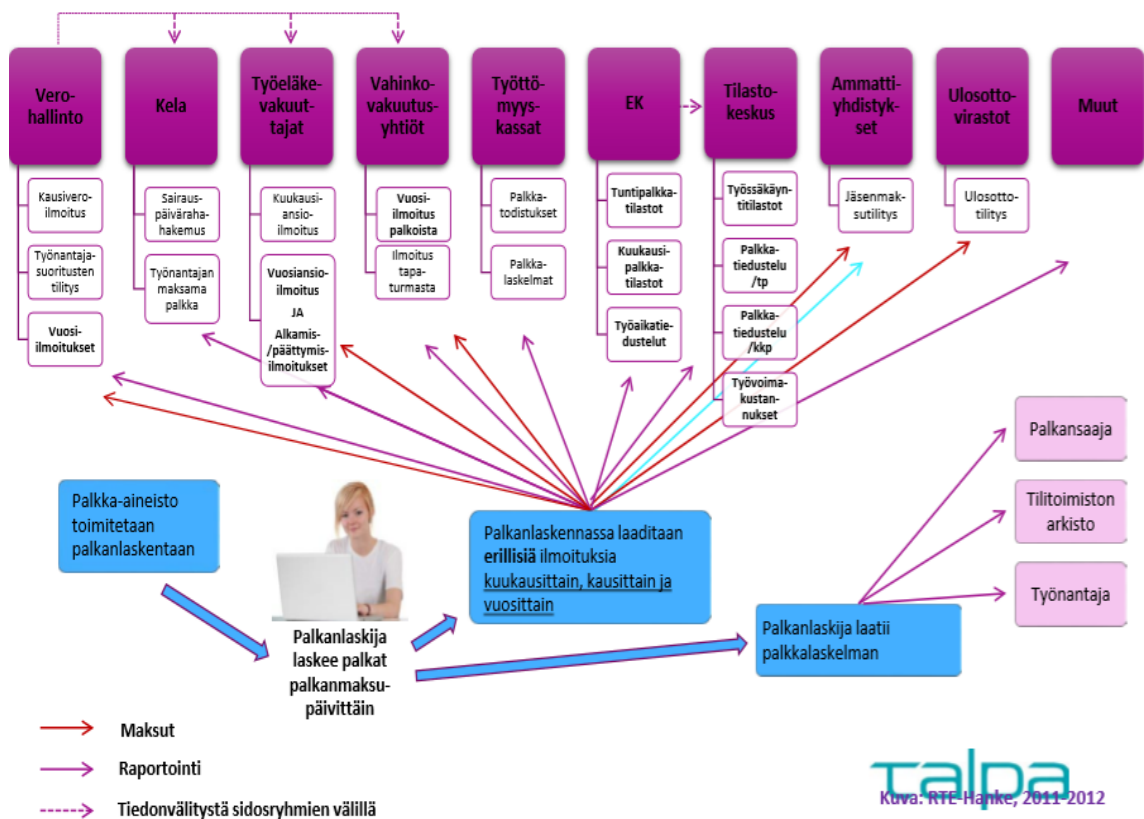 Vero-
hallinto
Kela
Työeläke-
vakuut-
tajat
Vahinko-
vakuutus-
yhtiöt
Työttö-
myys-
kassat
EK
Tilasto-
keskus
Ammatti-
yhdistyk-
set
Ulosotto-
virastot
Muut
Kausivero-
ilmoitus
Työnantaja-
suoritusten
tilitys
Vuosi-
ilmoitukset
Sairaus-
päiväraha-
hakemus
Työnantajan
maksama
palkka
Kuukausi-
ansio-
ilmoitus
Vuosiansio-
ilmoitus
JA
Alkamis-
/päättymis-
ilmoitukset
Vuosi-
ilmoitus
palkoista
Ilmoitus
tapa-
turmasta
Palkka-
todistukset
Palkka-
laskelmat
Tuntipalkka-
tilastot
Kuukausi-
palkka-
tilastot
Työaikatie-
dustelut
Työssäkäyn-
titilastot
Palkka-
tiedustelu
/tp
Palkka-
tiedustelu
/kkp
Työvoima-
kustan-
nukset
Jäsenmak-
sutilitys
Ulosotto-
tilitys
Palkka-aineisto
toimitetaan
palkanlaskentaan
Palkanlaskija
laskee palkat
palkanmaksu-
päivittäin
Palkanlaskennassa laaditaan
erillisiä ilmoituksia
kuukausittain, kausittain ja
vuosittain
Palkanlaskija laatii
palkkalaskelman
Palkansaaja
Tilitoimiston
arkisto
Työnantaja
Maksut
Raportointi
Tiedonvälitystä sidosryhmien välillä
talpa
Kuva: RTE-Hanke, 2011-2012